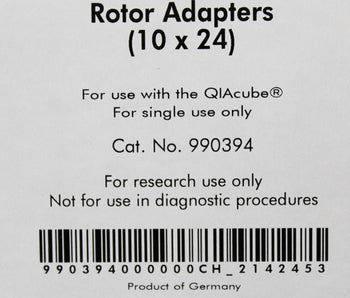 Rotor Adapters
(10 x 24)
For use with the QIAcube®
For single use only
Cat. No. 990394
For research use only
Not for use in diagnostic procedures
990394000000CH_2142453
Product of Germany